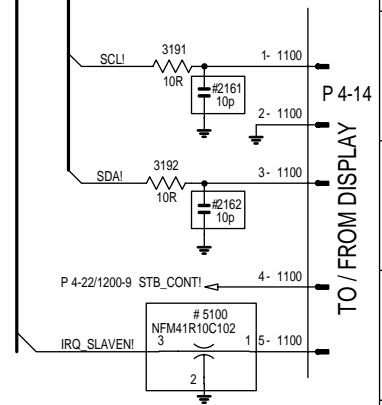 SCL!
3191
10R
1- 1100
#2161
10p
P 4-14
2- 1100
SDA!
3192
10R
3- 1100
#2162
10p
TO / FROM DISPLAY
P 4-22/1200-9 STB_CONT!
4- 1100
# 5100
NFM41R10C102
IRQ_SLAVEN!
3
1
5- 1100
2